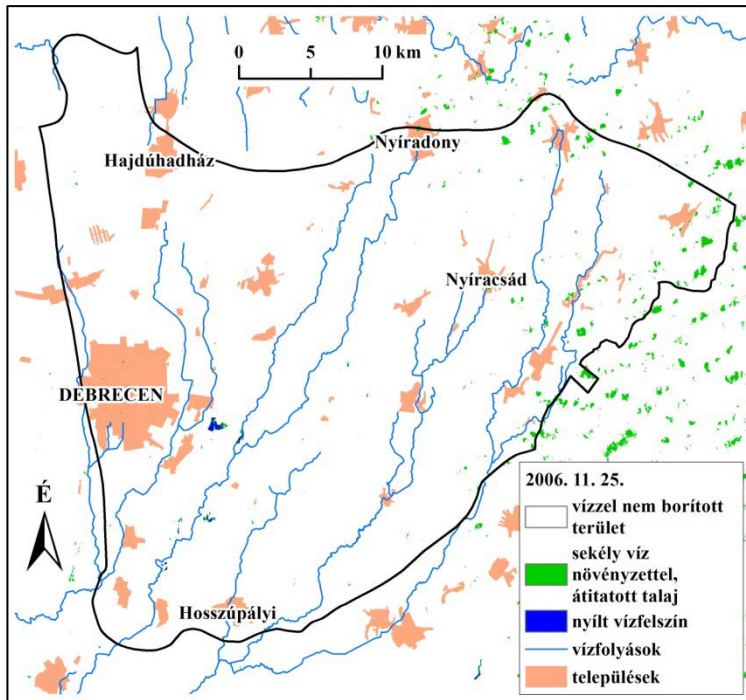 0 5 10 km
Hajdúhadház
Nyíradony
Nyíracsád
DEBRECEN
É
Hosszúpályi
2006. 11. 25.
vízzel nem borított
terület
sekély víz
növényzettel,
átitatott talaj
nyílt vízfelszín
vízfolyások
települések